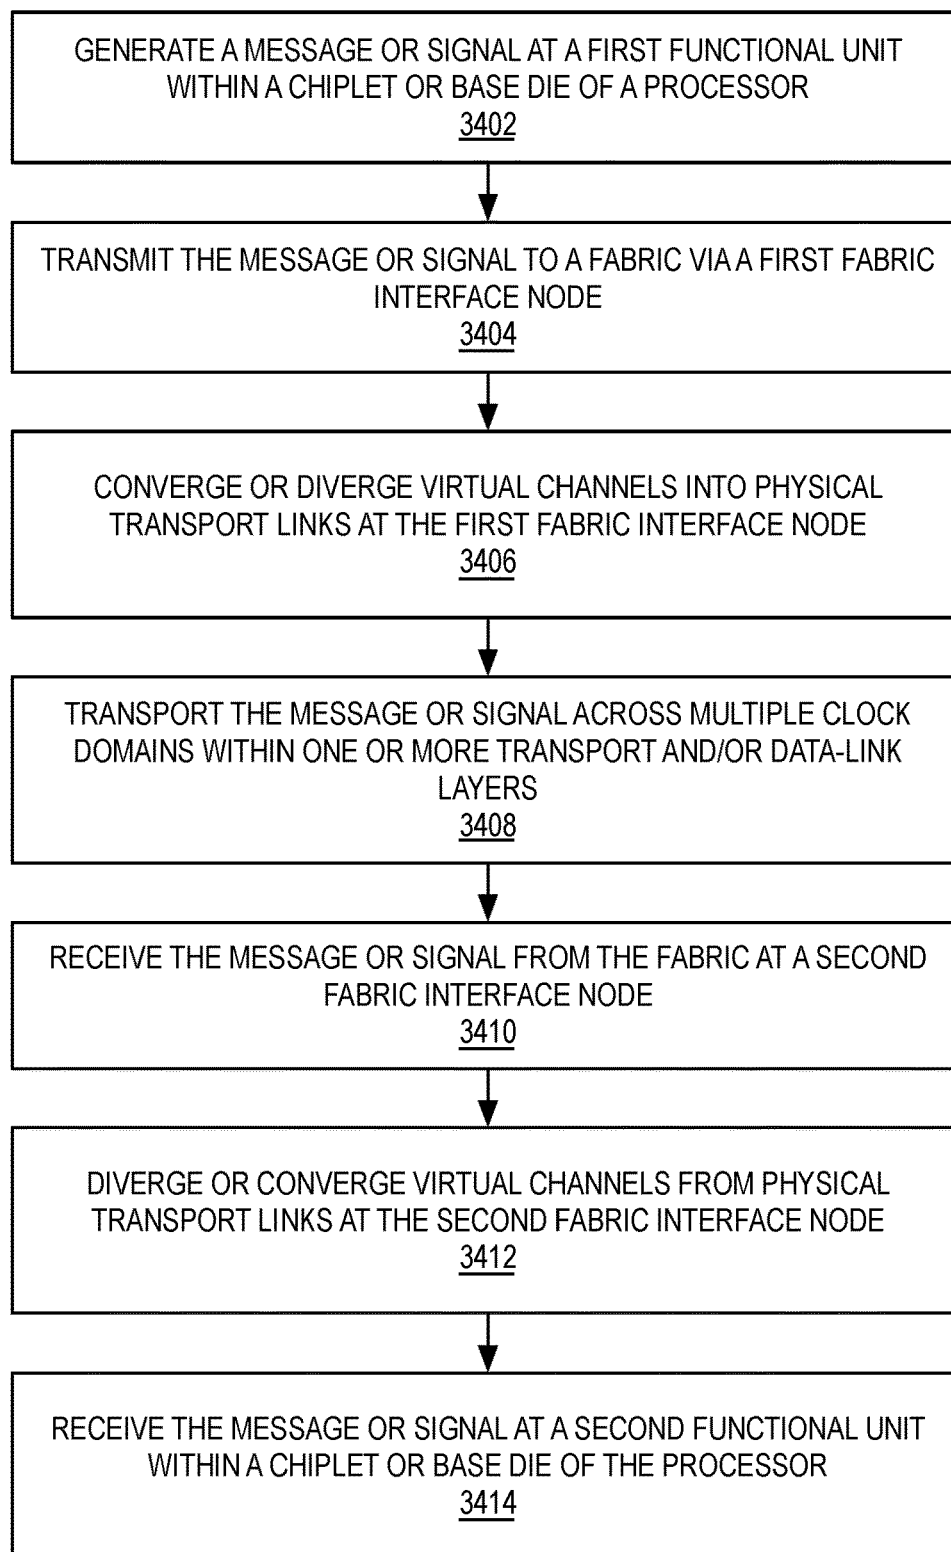 GENERATE A MESSAGE OR SIGNAL AT A FIRST FUNCTIONAL UNIT
WITHIN A CHIPLET OR BASE DIE OF A PROCESSOR
3402
TRANSMIT THE MESSAGE OR SIGNAL TO A FABRIC VIA A FIRST FABRIC
INTERFACE NODE
3404
CONVERGE OR DIVERGE VIRTUAL CHANNELS INTO PHYSICAL
TRANSPORT LINKS AT THE FIRST FABRIC INTERFACE NODE
3406
TRANSPORT THE MESSAGE OR SIGNAL ACROSS MULTIPLE CLOCK
DOMAINS WITHIN ONE OR MORE TRANSPORT AND/OR DATA-LINK
LAYERS
3408
RECEIVE THE MESSAGE OR SIGNAL FROM THE FABRIC AT A SECOND
FABRIC INTERFACE NODE
3410
DIVERGE OR CONVERGE VIRTUAL CHANNELS FROM PHYSICAL
TRANSPORT LINKS AT THE SECOND FABRIC INTERFACE NODE
3412
RECEIVE THE MESSAGE OR SIGNAL AT A SECOND FUNCTIONAL UNIT
WITHIN A CHIPLET OR BASE DIE OF THE PROCESSOR
3414